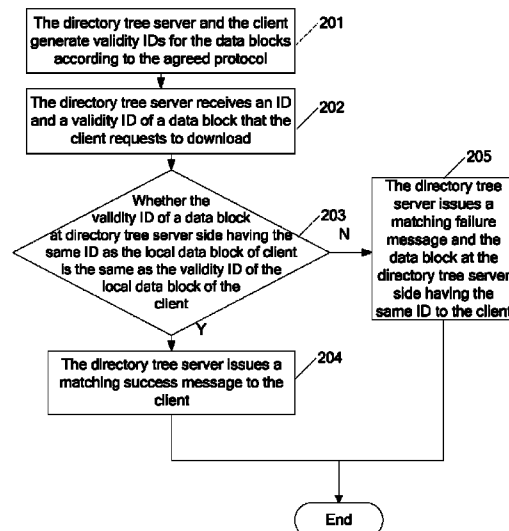 The directory tree server and the client
generate validity IDs for the data blocks
according to the agreed protocol
201
The directory tree server receives an ID
and a validity ID of a data block that the
client requests to download
202
Whether the
validity ID of a data block
at directory tree server side having the
same ID as the local data block of client
is the same as the validity ID of the
local data block of the
client
203
N
Y
205
The directory tree
server issues a
matching failure
message and the
data block at the
directory tree server
side having the
same ID to the client
The directory tree server issues a
matching success message to the
client
204
End